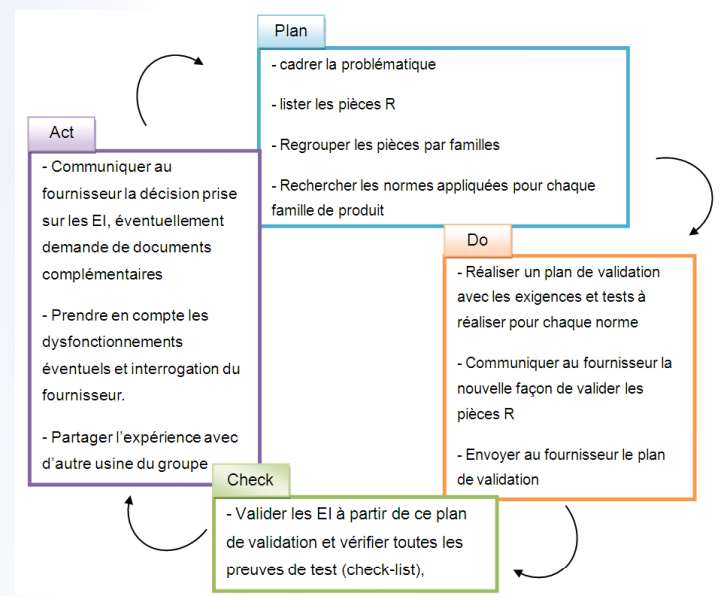 Plan
- cadrer la problématique
- lister les pièces R
- Regrouper les pièces par familles
- Rechercher les normes appliquées pour chaque
famille de produit
Do
- Réaliser un plan de validation
avec les exigences et tests à
réaliser pour chaque norme
- Communiquer au fournisseur la
nouvelle façon de valider les
pièces R
- Envoyer au fournisseur le plan
de validation
Check
- Valider les EI à partir de ce plan
de validation et vérifier toutes les
preuves de test (check-list),
Act
- Communiquer au
fournisseur la décision prise
sur les EI, éventuellement
demande de documents
complémentaires
- Prendre en compte les
dysfonctionnements
éventuels et interrogation du
fournisseur.
- Partager l'expérience avec
d'autre usine du groupe